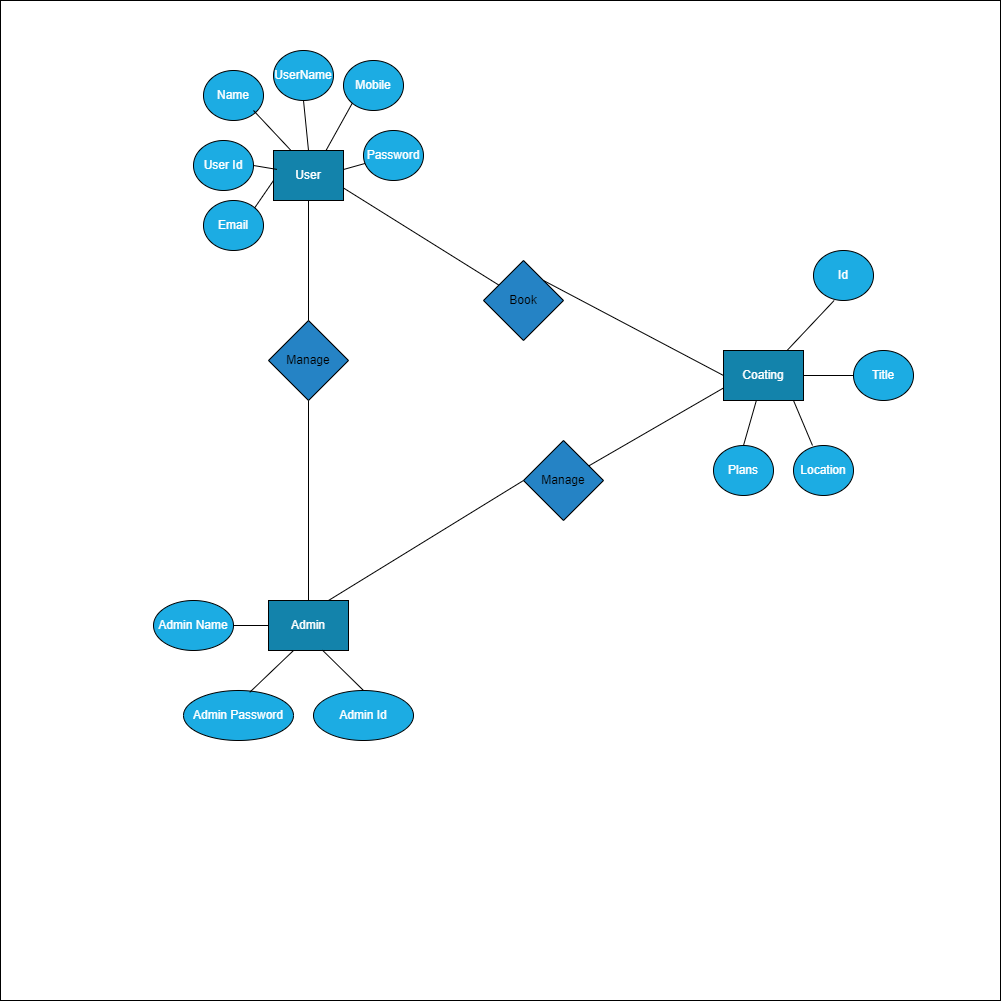 UserName
Name
Mobile
Password
User Id
User
Email
Id
Book
Manage
Coating
Title
Plans
Location
Manage
Admin Name
Admin
Admin Password
Admin Id